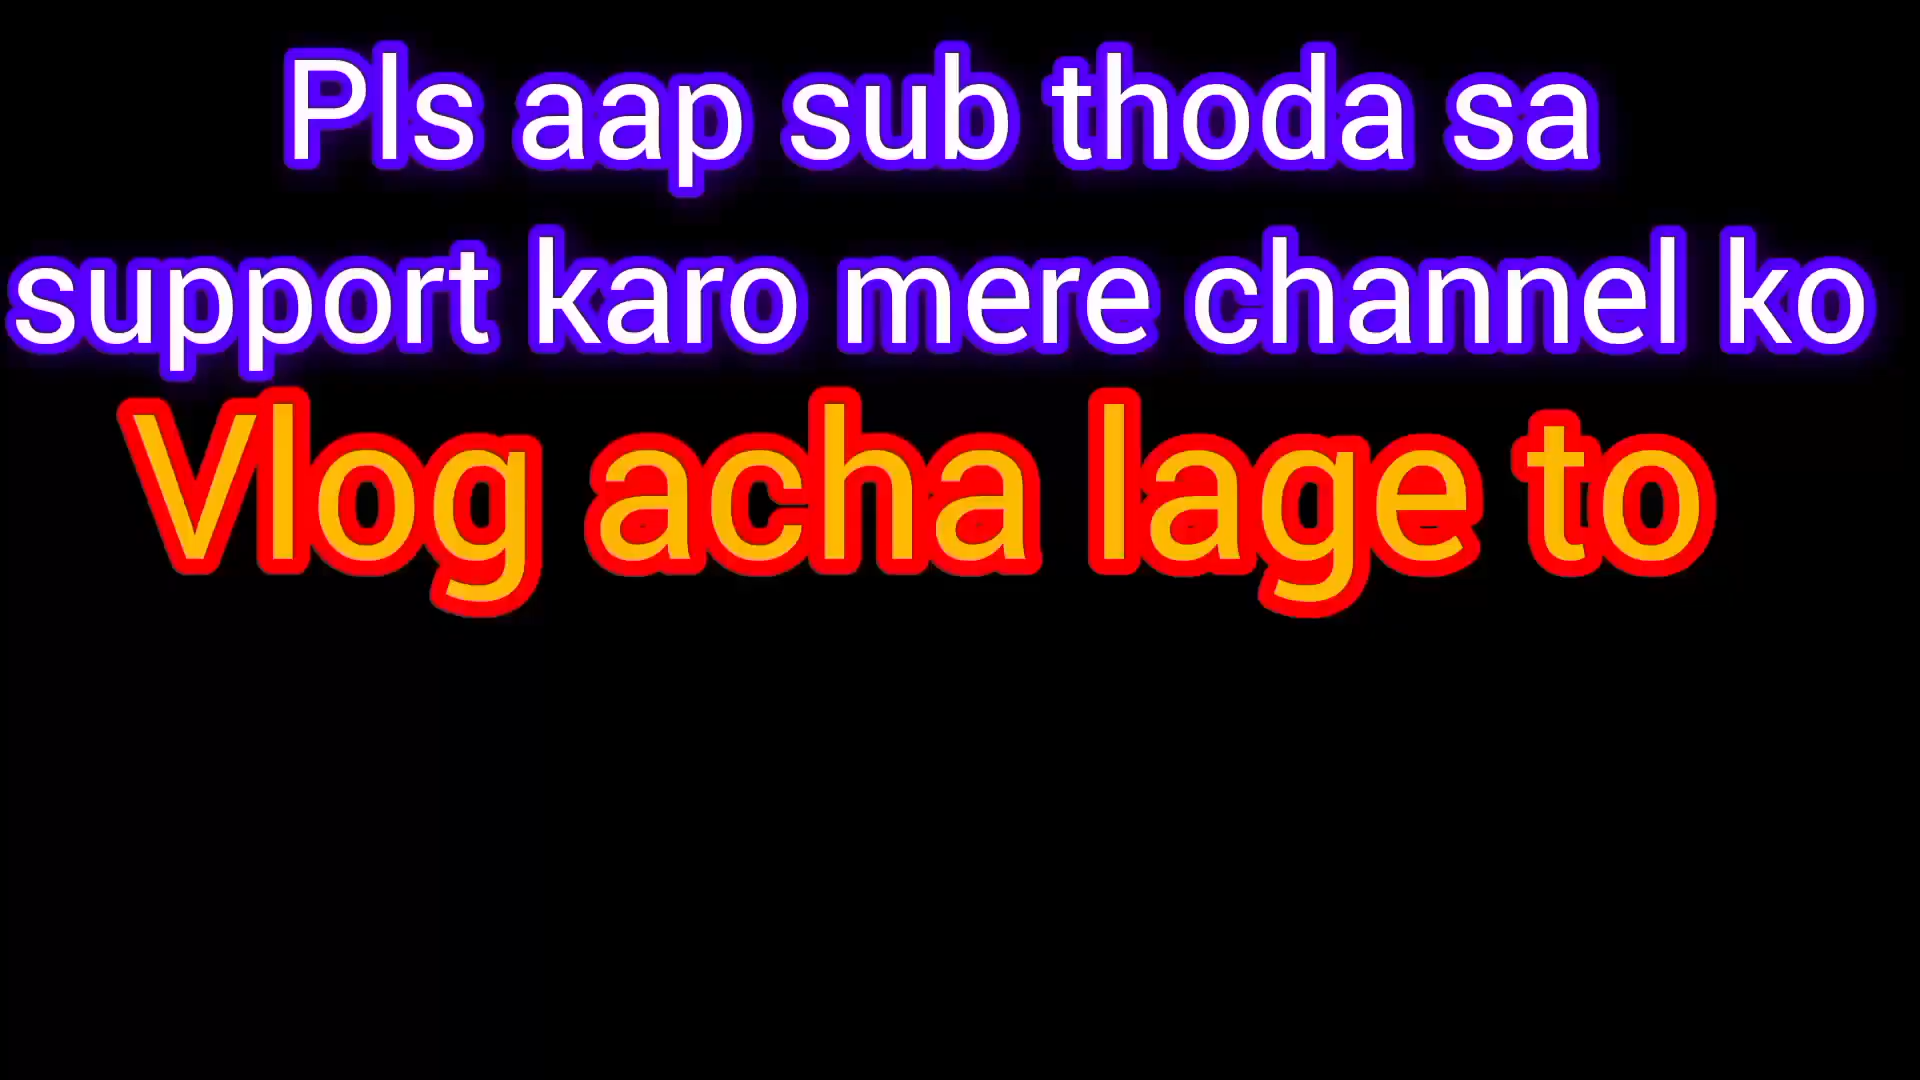 Pls aap sub thoda sa
support karo mere channel ko
Vlog acha lage to